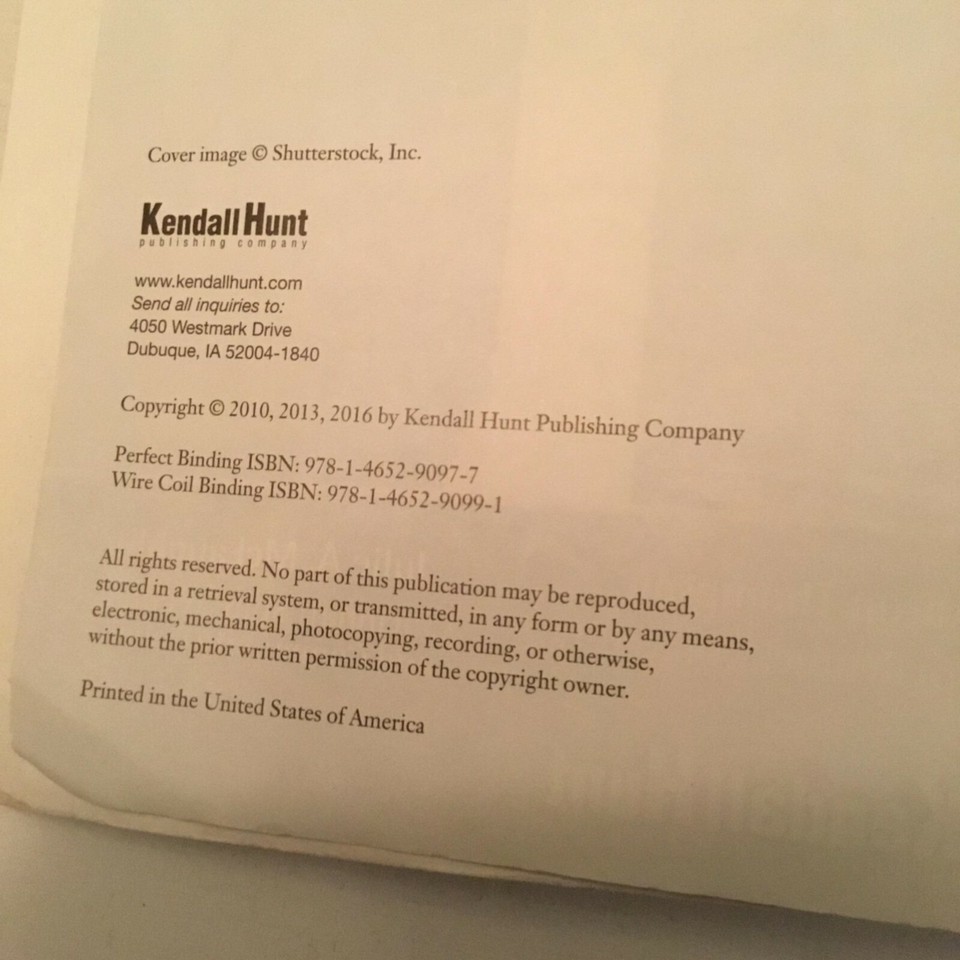 Cover image © Shutterstock, Inc.
Kendall Hunt
publishing company
www.kendallhunt.com
Send all inquiries to:
4050 Westmark Drive
Dubuque, IA 52004-1840
Copyright © 2010, 2013, 2016 by Kendall Hunt Publishing Company
Perfect Binding ISBN: 978-1-4652-9097-7
Wire Coil Binding ISBN: 978-1-4652-9099-1
All rights reserved. No part of this publication may be reproduced,
stored in a retrieval system, or transmitted, in any form or by any means,
electronic, mechanical, photocopying, recording, or otherwise,
without the prior written permission of the copyright owner.
Printed in the United States of America